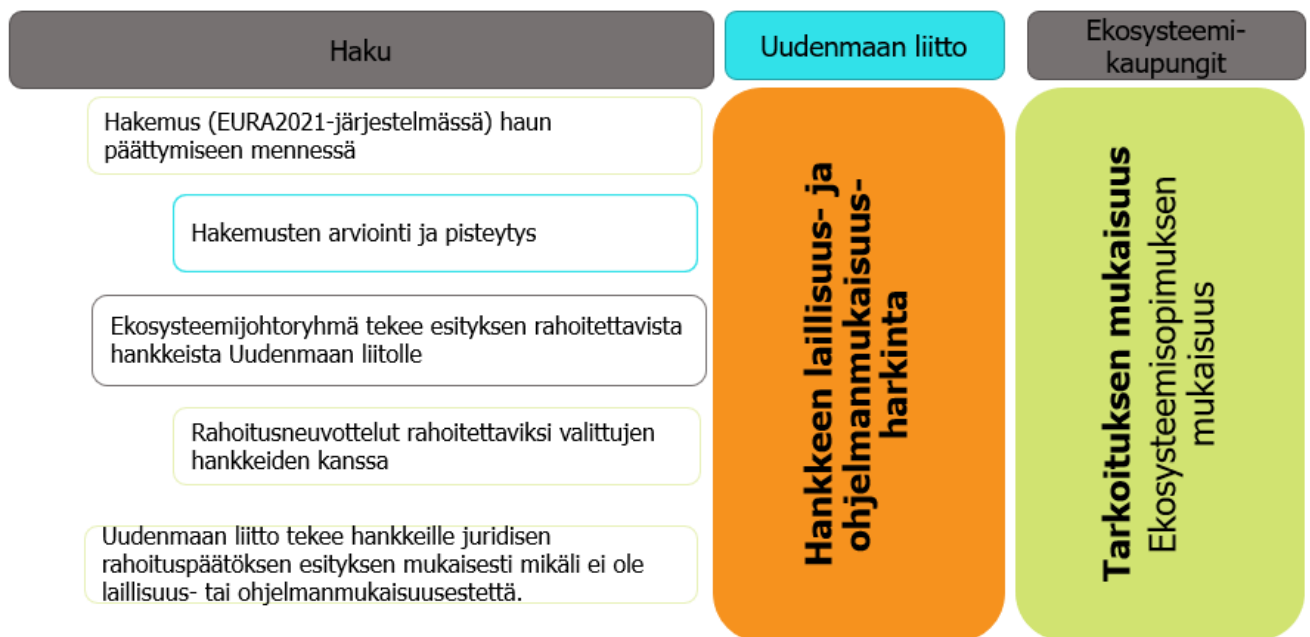 Haku
Uudenmaan liitto
Ekosysteemi-
kaupungit
Hakemus (EURA2021-järjestelmässä) haun
päättymiseen mennessä
Hakemusten arviointi ja pisteytys
Ekosysteemijohtoryhmä tekee esityksen rahoitettavista
hankkeista Uudenmaan liitolle
Rahoitusneuvottelut rahoitettaviksi valittujen
hankkeiden kanssa
Uudenmaan liitto tekee hankkeille juridisen
rahoituspäätöksen esityksen mukaisesti mikäli ei ole
laillisuus- tai ohjelmanmukaisuusestettä.
Hankkeen laillisuus- ja
ohjelmanmukaisuus-
harkinta
Tarkoituksen mukaisuus
Ekosysteemisopimuksen
mukaisuus